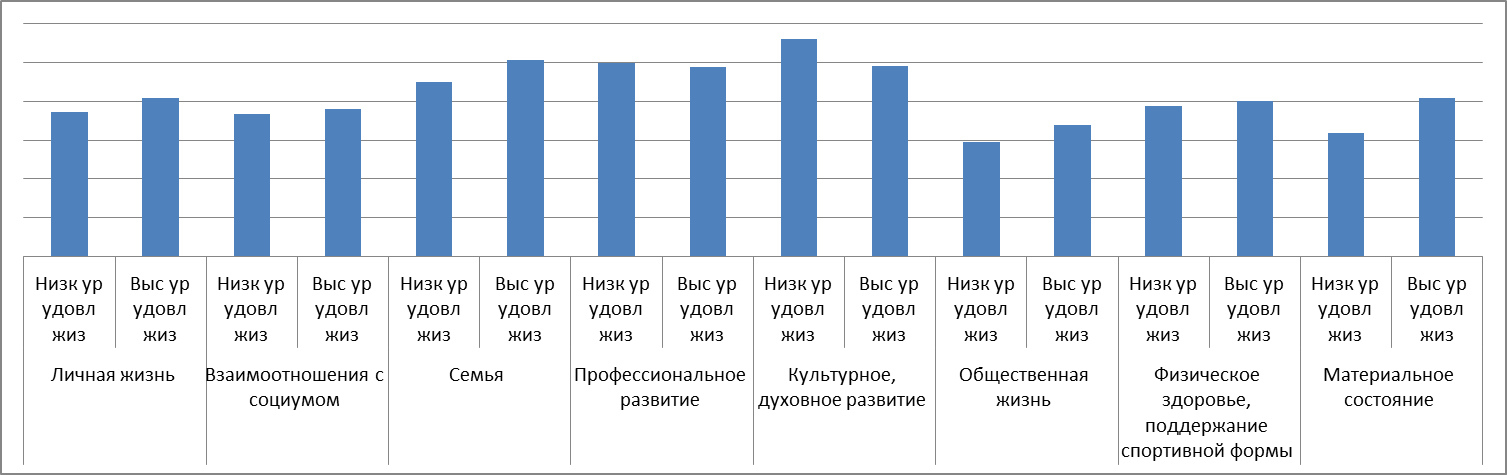 Низк ур
удовл
жиз
Выс ур
удовл
жиз
Низк ур
удовл
жиз
Выс ур
удовл
жиз
Низк ур
удовл
жиз
Выс ур
удовл
жиз
Низк ур
удовл
жиз
Выс ур
удовл
жиз
Низк ур
удовл
жиз
Выс ур
удовл
жиз
Низк ур
удовл
жиз
Выс ур
удовл
жиз
Низк ур
удовл
жиз
Выс ур
удовл
жиз
Низк ур
удовл
жиз
Выс ур
удовл
жиз
Личная жизнь
Взаимоотношения с
социумом
Семья
Профессиональное
развитие
Культурное,
духовное развитие
Общественная
жизнь
Физическое
здоровье,
поддержание
спортивной формы
Материальное
состояние